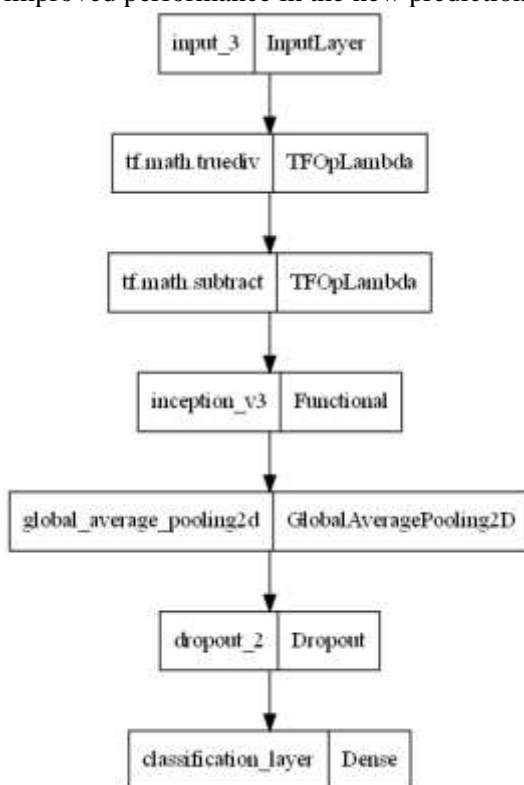 improved performance in the new prediction
input_3 InputLayer
tf.math.truediv TFOpLambda
tf.math.subtract TFOpLambda
inception_v3 Functional
global_average_pooling2d GlobalAveragePooling2D
dropout_2 Dropout
classification_layer Dense